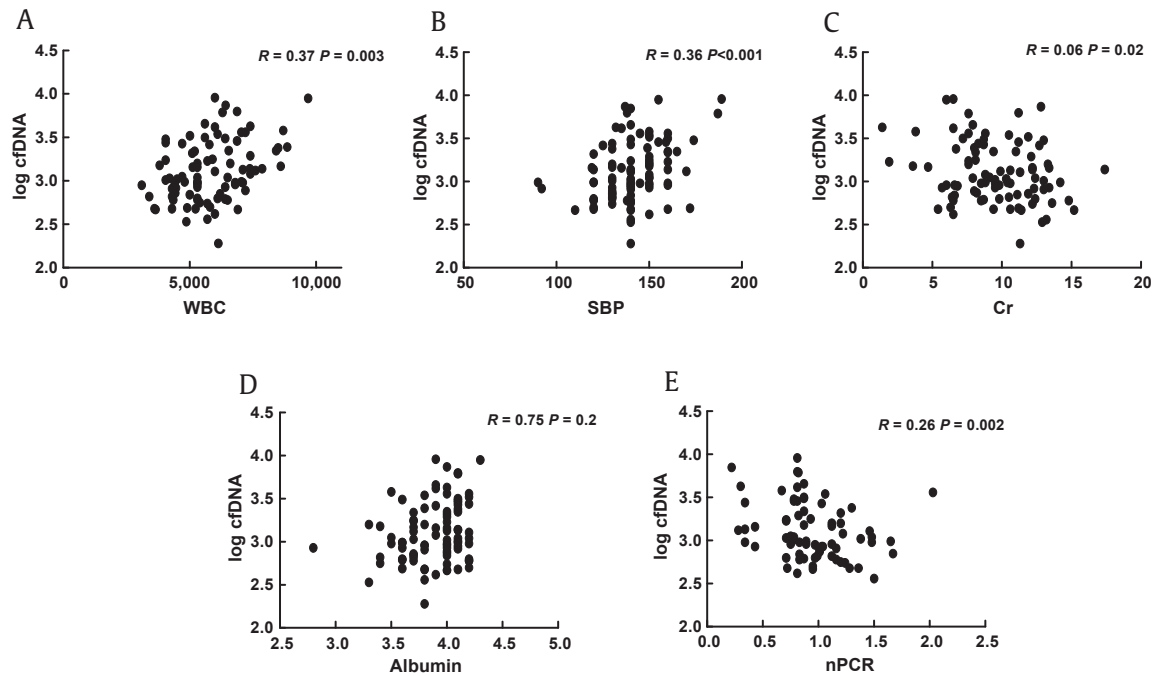 A
R = 0.37 P = 0.003
log cfDNA
4.5
4.0
3.5
3.0
2.5
2.0
0
5,000
10,000
WBC
B
R = 0.36 P<0.001
log cfDNA
4.5
4.0
3.5
3.0
2.5
2.0
50
100
150
200
SBP
C
R = 0.06 P = 0.02
log cfDNA
4.5
4.0
3.5
3.0
2.5
2.0
0
5
10
15
20
Cr
D
R = 0.75 P = 0.2
log cfDNA
4.5
4.0
3.5
3.0
2.5
2.0
2.5
3.0
3.5
4.0
4.5
5.0
Albumin
E
R = 0.26 P = 0.002
log cfDNA
4.5
4.0
3.5
3.0
2.5
2.0
0.0
0.5
1.0
1.5
2.0
2.5
nPCR